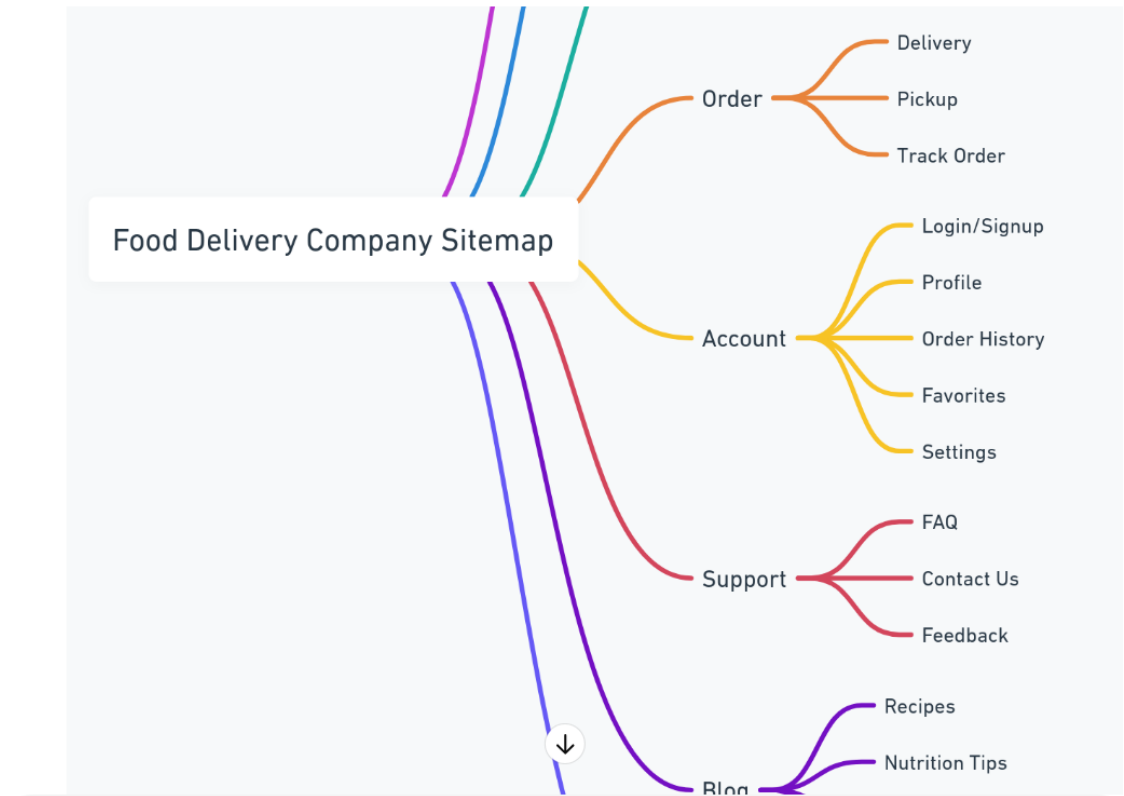 Food Delivery Company Sitemap
Order
Delivery
Pickup
Track Order
Account
Login/Signup
Profile
Order History
Favorites
Settings
Support
FAQ
Contact Us
Feedback
Blog
Recipes
Nutrition Tips